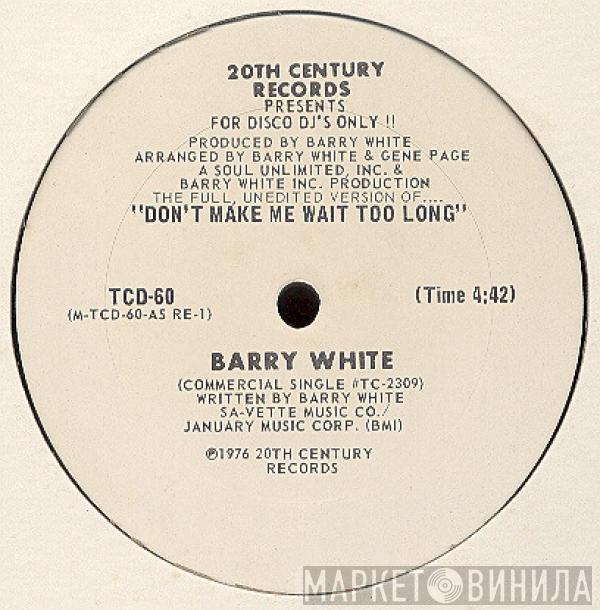 20TH CENTURY
RECORDS
PRESENTS
FOR DISCO DJ'S ONLY !!
PRODUCED BY BARRY WHITE
ARRANGED BY BARRY WHITE & GENE PAGE
A SOUL UNLIMITED, INC. &
BARRY WHITE INC. PRODUCTION
THE FULL, UNEDITED VERSION OF....
"DON'T MAKE ME WAIT TOO LONG"
TCD-60
(Time 4:42)
(M-TCD-60-AS RE-1)
BARRY WHITE
(COMMERCIAL SINGLE #TC-2309)
WRITTEN BY BARRY WHITE
SA-VETTE MUSIC CO./
JANUARY MUSIC CORP. (BMI)
℗1976 20TH CENTURY
RECORDS
МАРКЕТ ВИНИЛА